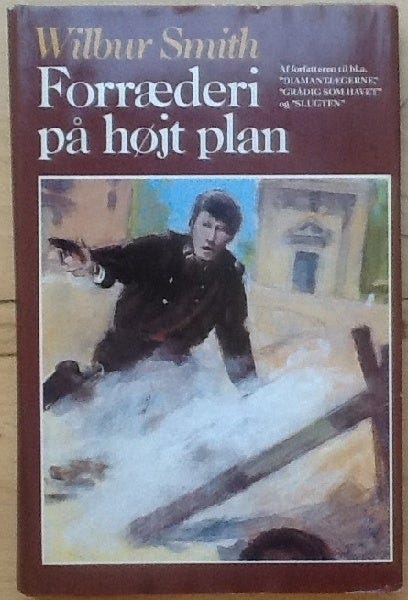 Wilbur Smith
Forræderi
på højt plan
Af forfatteren til bl.a.
"DIAMANTJÆGERNE",
"GRÅDIG SOM HAVET"
og "SLUGTEN"